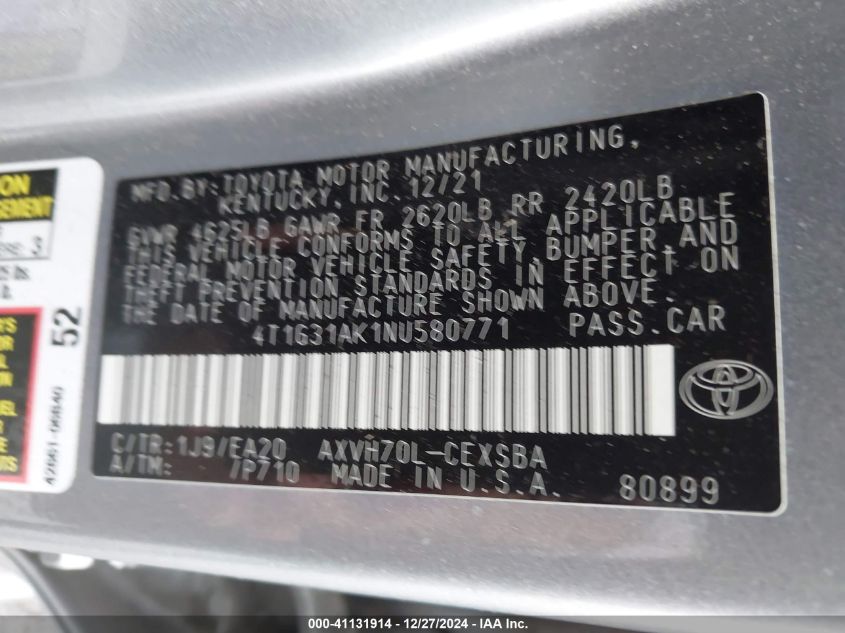 MFD.BY: TOYOTA MOTOR MANUFACTURING,
KENTUCKY, INC. 12/21
GVWR 4625LB GAWR FR 2620LB RR 2420LB
THIS VEHICLE CONFORMS TO ALL APPLICABLE
FEDERAL MOTOR VEHICLE SAFETY, BUMPER, AND
THEFT PREVENTION STANDARDS IN EFFECT ON
THE DATE OF MANUFACTURE SHOWN ABOVE.
4T1G31AK1NU580771 PASS.CAR
C/TR: 1J9/EA20 AXVH70L-CEXSBA
A/TM: /P710 MADE IN U.S.A. 80899
52
3
000-41131914 - 12/27/2024 - IAA Inc.